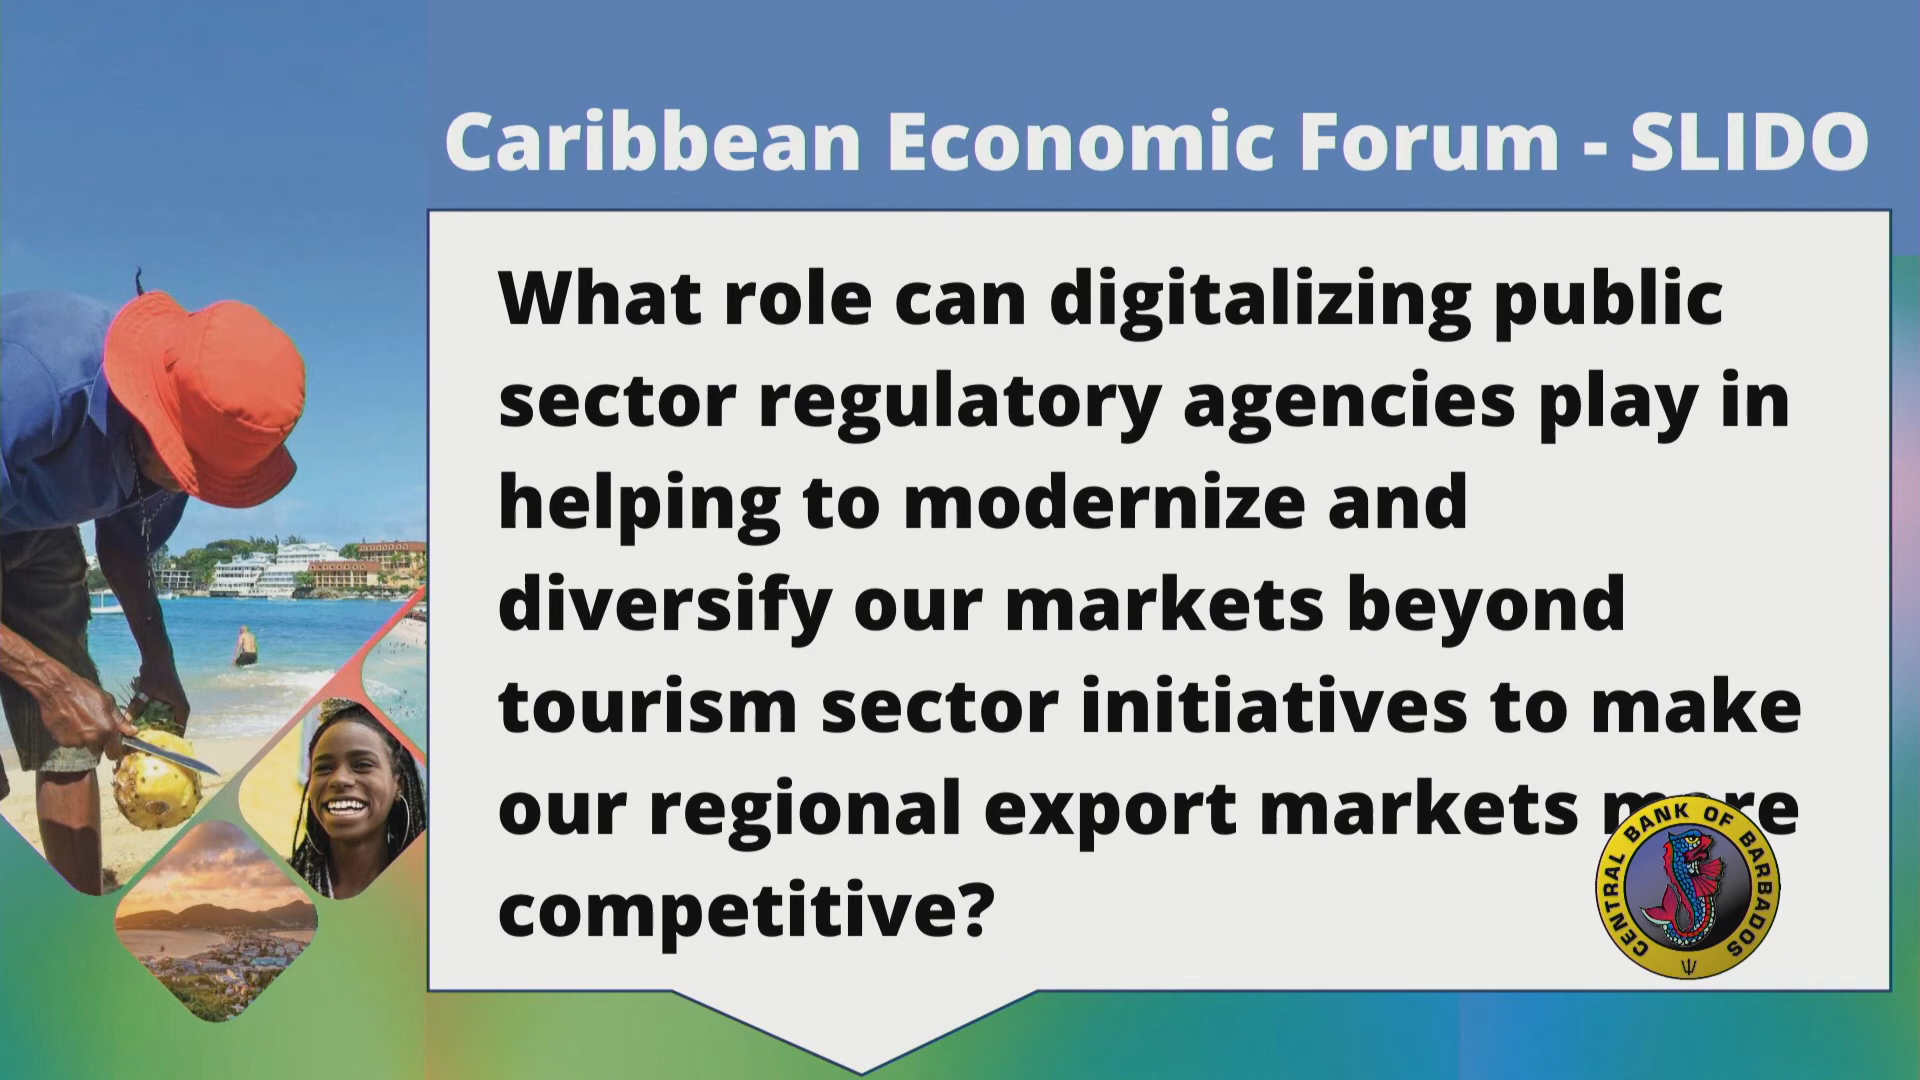 Caribbean Economic Forum - SLIDO
What role can digitalizing public
sector regulatory agencies play in
helping to modernize and
diversify our markets beyond
tourism sector initiatives to make
our regional export markets more
competitive?
CENTRAL BANK OF BARBADOS